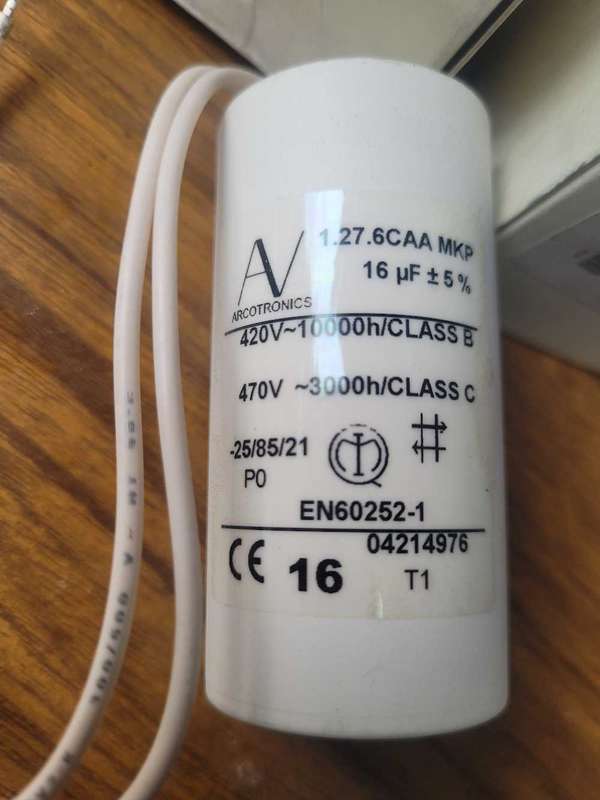 1.27.6CAA MKP
16 µF ± 5 %
AV
ARCOTRONICS
420V~10000h/CLASS B
470V ~3000h/CLASS C
-25/85/21
P0
EN60252-1
04214976
CE 16
T1